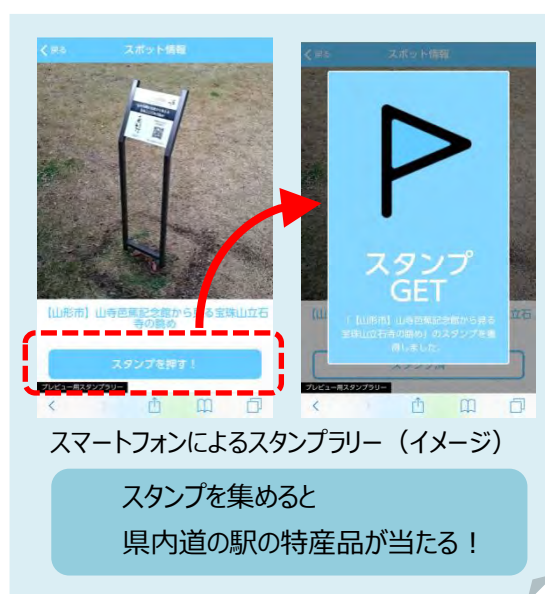 戻る スポット情報
【山形市】山寺芭蕉記念館から見る宝珠山立石
寺の眺め
スタンプを押す！
プレビュー用スタンプラリー
戻る スポット情報
スタンプ
GET
「【山形市】山寺芭蕉記念館から見る
宝珠山立石寺の眺め」のスタンプを獲
得しました。
プレビュー用スタンプラリー
スマートフォンによるスタンプラリー（イメージ）
スタンプを集めると
県内道の駅の特産品が当たる！